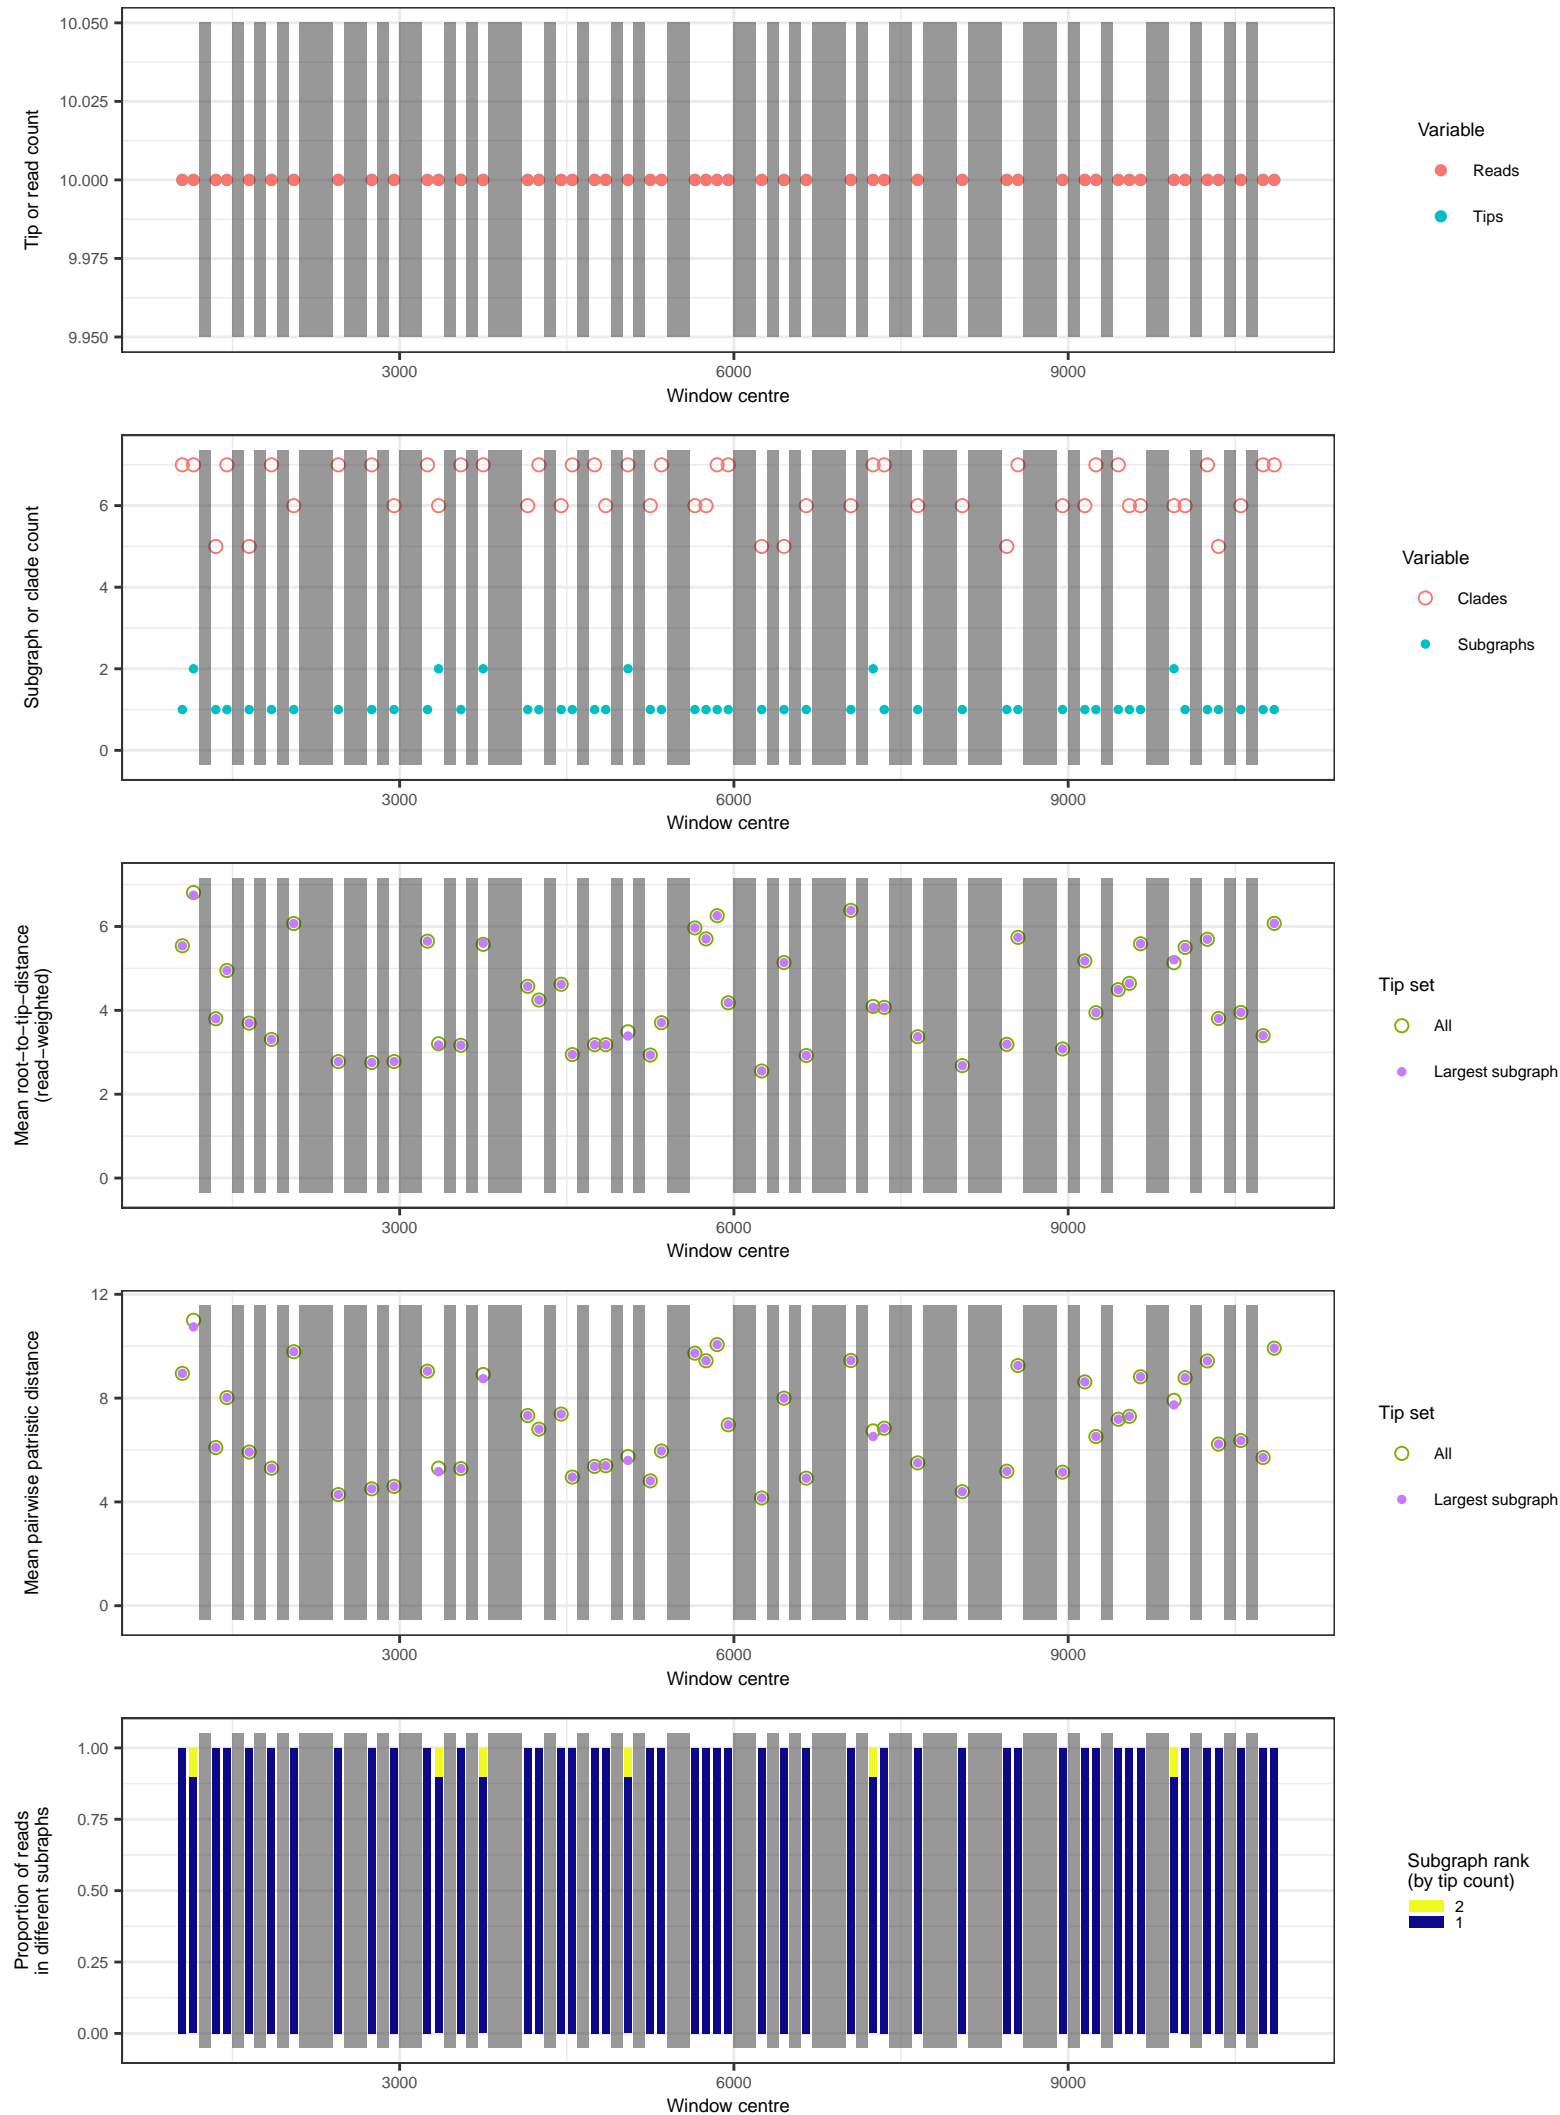 10.050
10.025
10.000
9.975
9.950
Tip or read count
3000
6000
9000
Window centre
Variable
Reads
Tips
6
4
2
0
Subgraph or clade count
3000
6000
9000
Window centre
Variable
Clades
Subgraphs
6
4
2
0
Mean root−to−tip−distance
(read−weighted)
3000
6000
9000
Window centre
Tip set
All
Largest subgraph
12
8
4
0
Mean pairwise patristic distance
3000
6000
9000
Window centre
Tip set
All
Largest subgraph
1.00
0.75
0.50
0.25
0.00
Proportion of reads
in different subraphs
3000
6000
9000
Window centre
Subgraph rank
(by tip count)
2
1